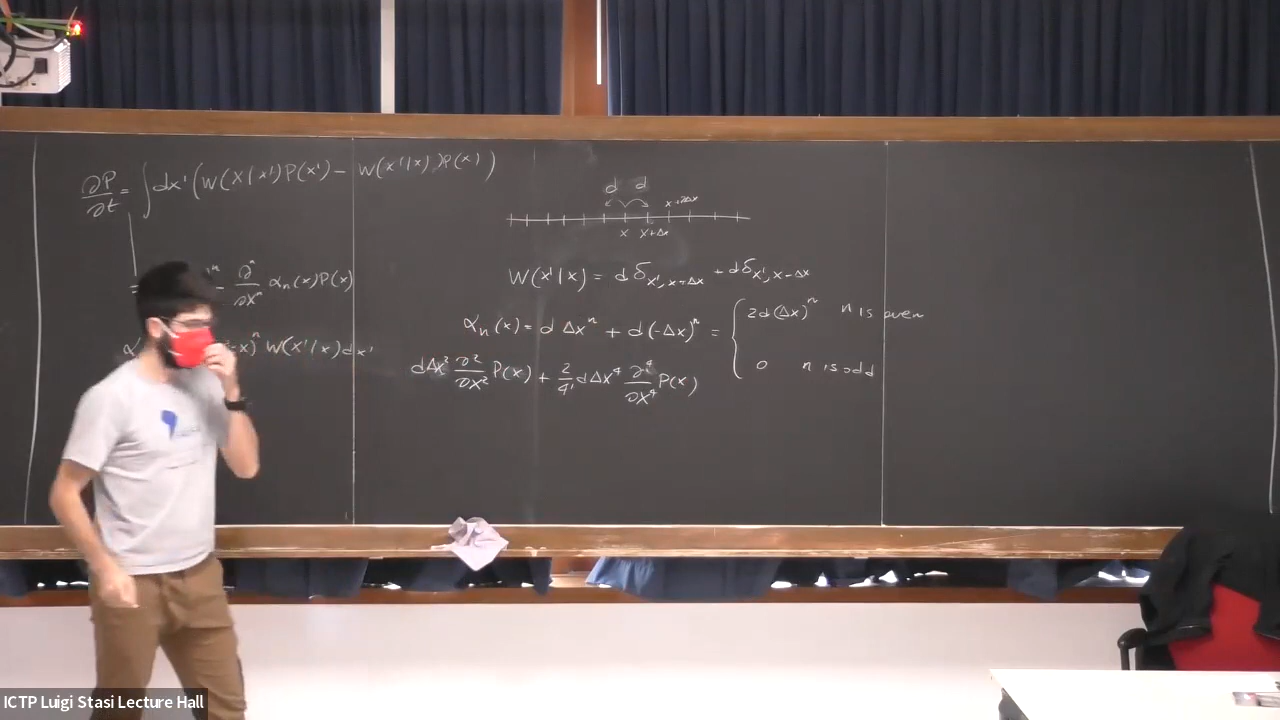 ∂P/∂t = ∫dx'(W(x|x')P(x') - W(x'|x)P(x))
= ⁿ ∂ⁿ/∂xⁿ αₙ(x)P(x)
α -x)ⁿ W(x'|x)dx'
d d
x+2Δx
x x+Δx
W(x'|x) = d δ_{x', x+Δx} + d δ_{x', x-Δx}
αₙ(x) = d Δxⁿ + d(-Δx)ⁿ = { 2d(Δx)ⁿ n is even
0 n is odd
dΔx² ∂²/∂x² P(x) + 2/4! dΔx⁴ ∂⁴/∂x⁴ P(x)
ICTP Luigi Stasi Lecture Hall